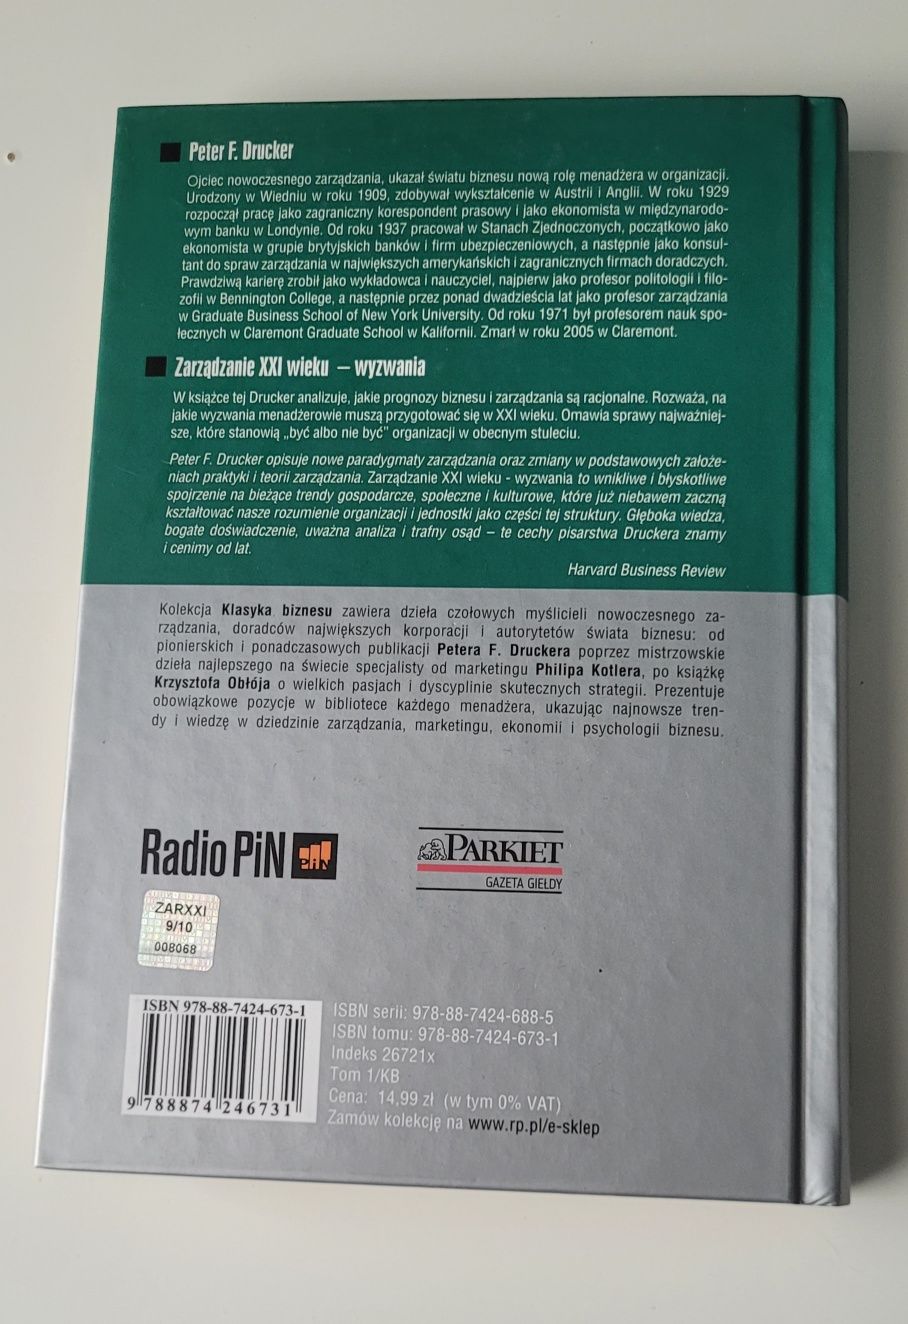 Peter F. Drucker
Ojciec nowoczesnego zarządzania, ukazał światu biznesu nową rolę menadżera w organizacji.
Urodzony w Wiedniu w roku 1909, zdobywał wykształcenie w Austrii i Anglii. W roku 1929
rozpoczął pracę jako zagraniczny korespondent prasowy i jako ekonomista w międzynarodo-
wym banku w Londynie. Od roku 1937 pracował w Stanach Zjednoczonych, początkowo jako
ekonomista w grupie brytyjskich banków i firm ubezpieczeniowych, a następnie jako konsul-
tant do spraw zarządzania w największych amerykańskich i zagranicznych firmach doradczych.
Prawdziwą karierę zrobił jako wykładowca i nauczyciel, najpierw jako profesor politologii i filo-
zofii w Bennington College, a następnie przez ponad dwadzieścia lat jako profesor zarządzania
w Graduate Business School of New York University. Od roku 1971 był profesorem nauk spo-
łecznych w Claremont Graduate School w Kalifornii. Zmarł w roku 2005 w Claremont.
Zarządzanie XXI wieku – wyzwania
W książce tej Drucker analizuje, jakie prognozy biznesu i zarządzania są racjonalne. Rozważa, na
jakie wyzwania menadżerowie muszą przygotować się w XXI wieku. Omawia sprawy najważniej-
sze, które stanowią „być albo nie być" organizacji w obecnym stuleciu.
Peter F. Drucker opisuje nowe paradygmaty zarządzania oraz zmiany w podstawowych założe-
niach praktyki i teorii zarządzania. Zarządzanie XXI wieku - wyzwania to wnikliwe i błyskotliwe
spojrzenie na bieżące trendy gospodarcze, społeczne i kulturowe, które już niebawem zaczną
kształtować nasze rozumienie organizacji i jednostki jako części tej struktury. Głęboka wiedza,
bogate doświadczenie, uważna analiza i trafny osąd – te cechy pisarstwa Druckera znamy
i cenimy od lat.
Harvard Business Review
Kolekcja Klasyka biznesu zawiera dzieła czołowych myślicieli nowoczesnego za-
rządzania, doradców największych korporacji i autorytetów świata biznesu: od
pionierskich i ponadczasowych publikacji Petera F. Druckera poprzez mistrzowskie
dzieła najlepszego na świecie specjalisty od marketingu Philipa Kotlera, po książkę
Krzysztofa Obłója o wielkich pasjach i dyscyplinie skutecznych strategii. Prezentuje
obowiązkowe pozycje w bibliotece każdego menadżera, ukazując najnowsze tren-
dy i wiedzę w dziedzinie zarządzania, marketingu, ekonomii i psychologii biznesu.
Radio PiN PiN
PARKIET
GAZETA GIEŁDY
ZARXXI
9/10
008068
ISBN 978-88-7424-673-1
9 788874 246731
ISBN serii: 978-88-7424-688-5
ISBN tomu: 978-88-7424-673-1
Indeks 26721x
Tom 1/KB
Cena: 14,99 zł (w tym 0% VAT)
Zamów kolekcję na www.rp.pl/e-sklep